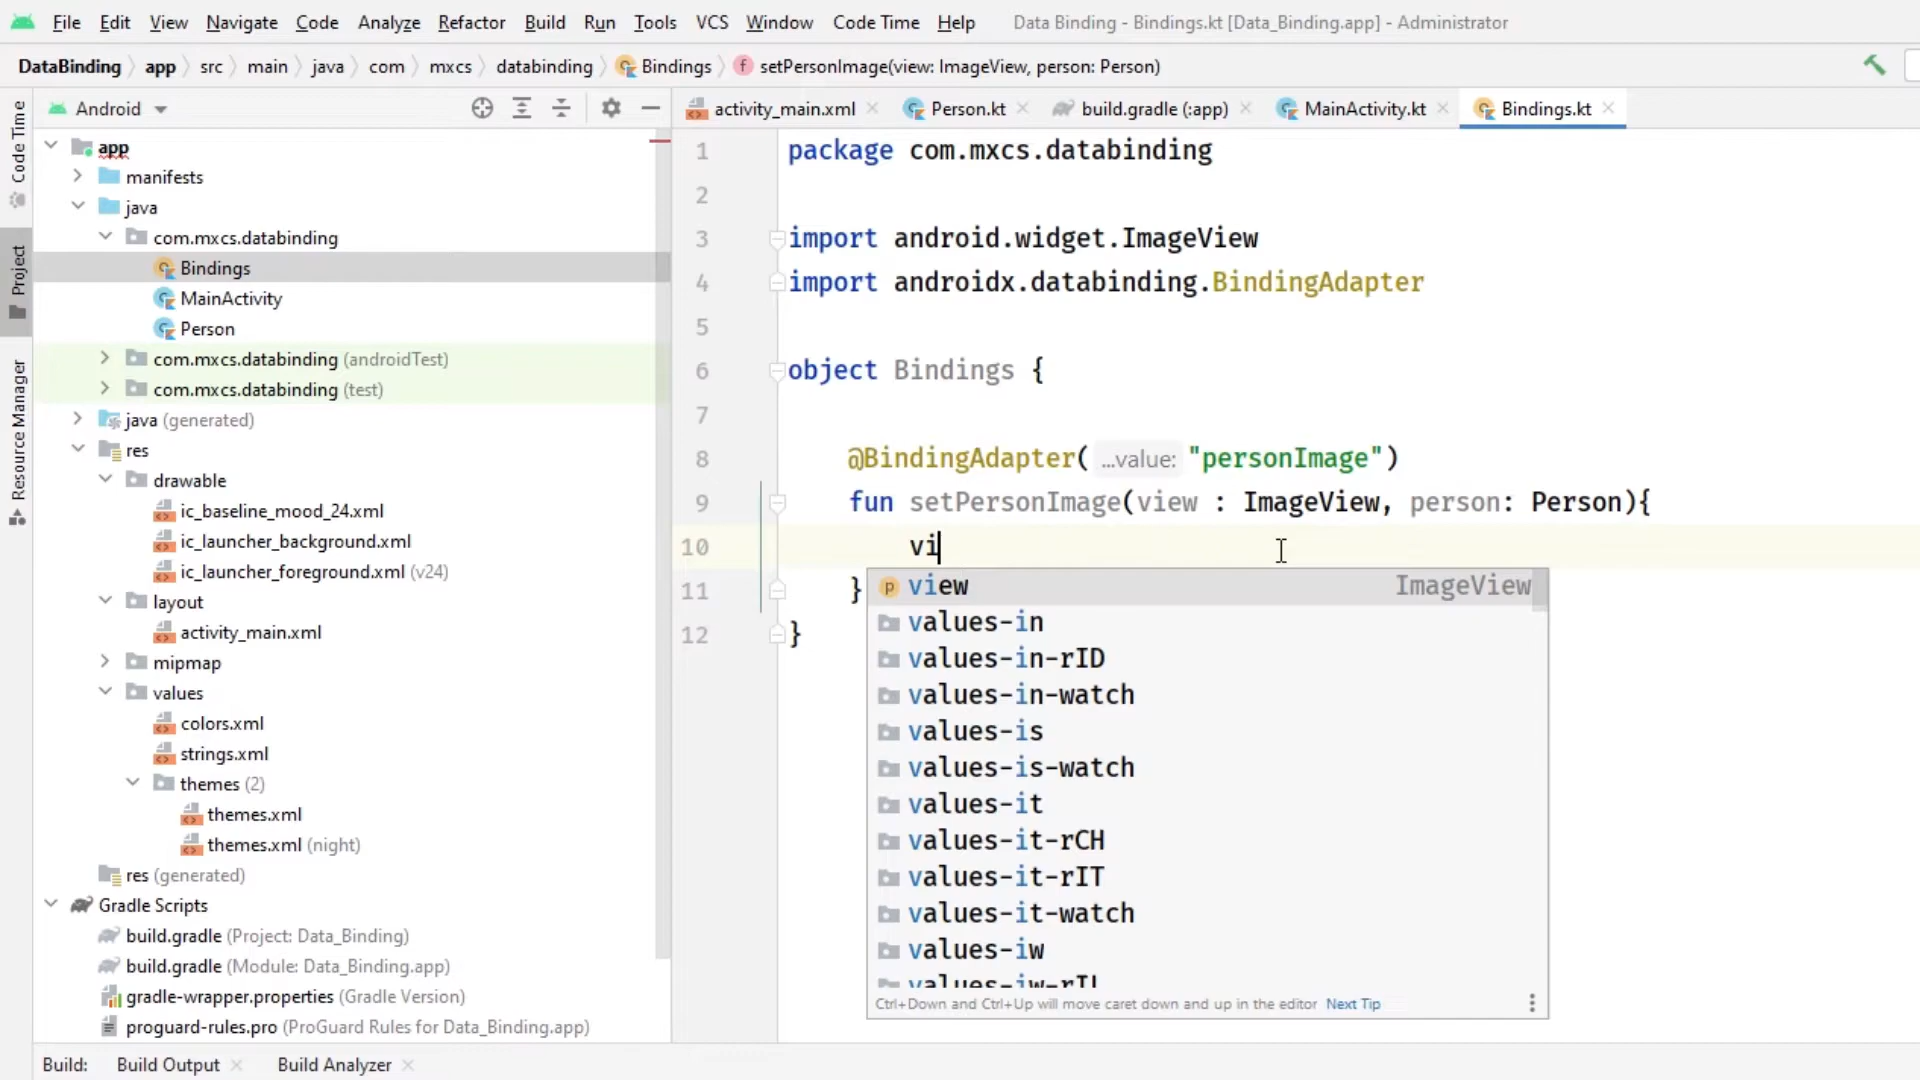 File Edit View Navigate Code Analyze Refactor Build Run Tools VCS Window Code Time Help Data Binding - Bindings.kt [Data_Binding.app] - Administrator
DataBinding app src main java com mxcs databinding Bindings f setPersonImage(view: ImageView, person: Person)
Code Time
Project
Resource Manager
Android
app
manifests
java
com.mxcs.databinding
Bindings
MainActivity
Person
com.mxcs.databinding (androidTest)
com.mxcs.databinding (test)
java (generated)
res
drawable
ic_baseline_mood_24.xml
ic_launcher_background.xml
ic_launcher_foreground.xml (v24)
layout
activity_main.xml
mipmap
values
colors.xml
strings.xml
themes (2)
themes.xml
themes.xml (night)
res (generated)
Gradle Scripts
build.gradle (Project: Data_Binding)
build.gradle (Module: Data_Binding.app)
gradle-wrapper.properties (Gradle Version)
proguard-rules.pro (ProGuard Rules for Data_Binding.app)
activity_main.xml Person.kt build.gradle (:app) MainActivity.kt Bindings.kt
1 package com.mxcs.databinding
2
3 import android.widget.ImageView
4 import androidx.databinding.BindingAdapter
5
6 object Bindings {
7
8 @BindingAdapter( ...value: "personImage")
9 fun setPersonImage(view : ImageView, person: Person){
10 vi
11 }
12 }
p view ImageView
values-in
values-in-rID
values-in-watch
values-is
values-is-watch
values-it
values-it-rCH
values-it-rIT
values-it-watch
values-iw
values-iw-rIL
Ctrl+Down and Ctrl+Up will move caret down and up in the editor Next Tip
Build: Build Output Build Analyzer